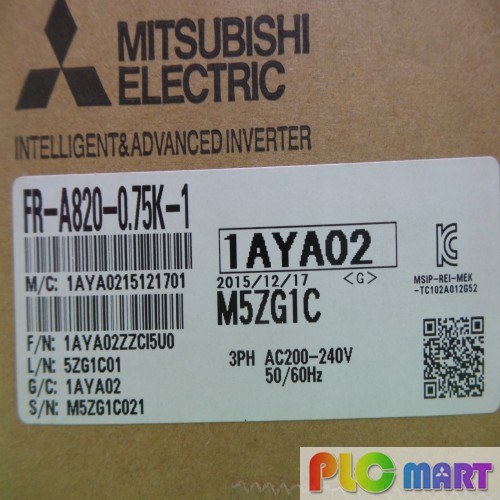 MITSUBISHI
ELECTRIC
INTELLIGENT&ADVANCED INVERTER
FR-A820-0.75K-1
M/C: 1AYA0215121701
F/N: 1AYA02ZZCI5U0
L/N: 5ZG1C01
G/C: 1AYA02
S/N: M5ZG1C021
1AYA02
2015/12/17 <G>
M5ZG1C
3PH AC200-240V
50/60Hz
MSIP-REI-MEK
-TC102A012G52
PLC MART